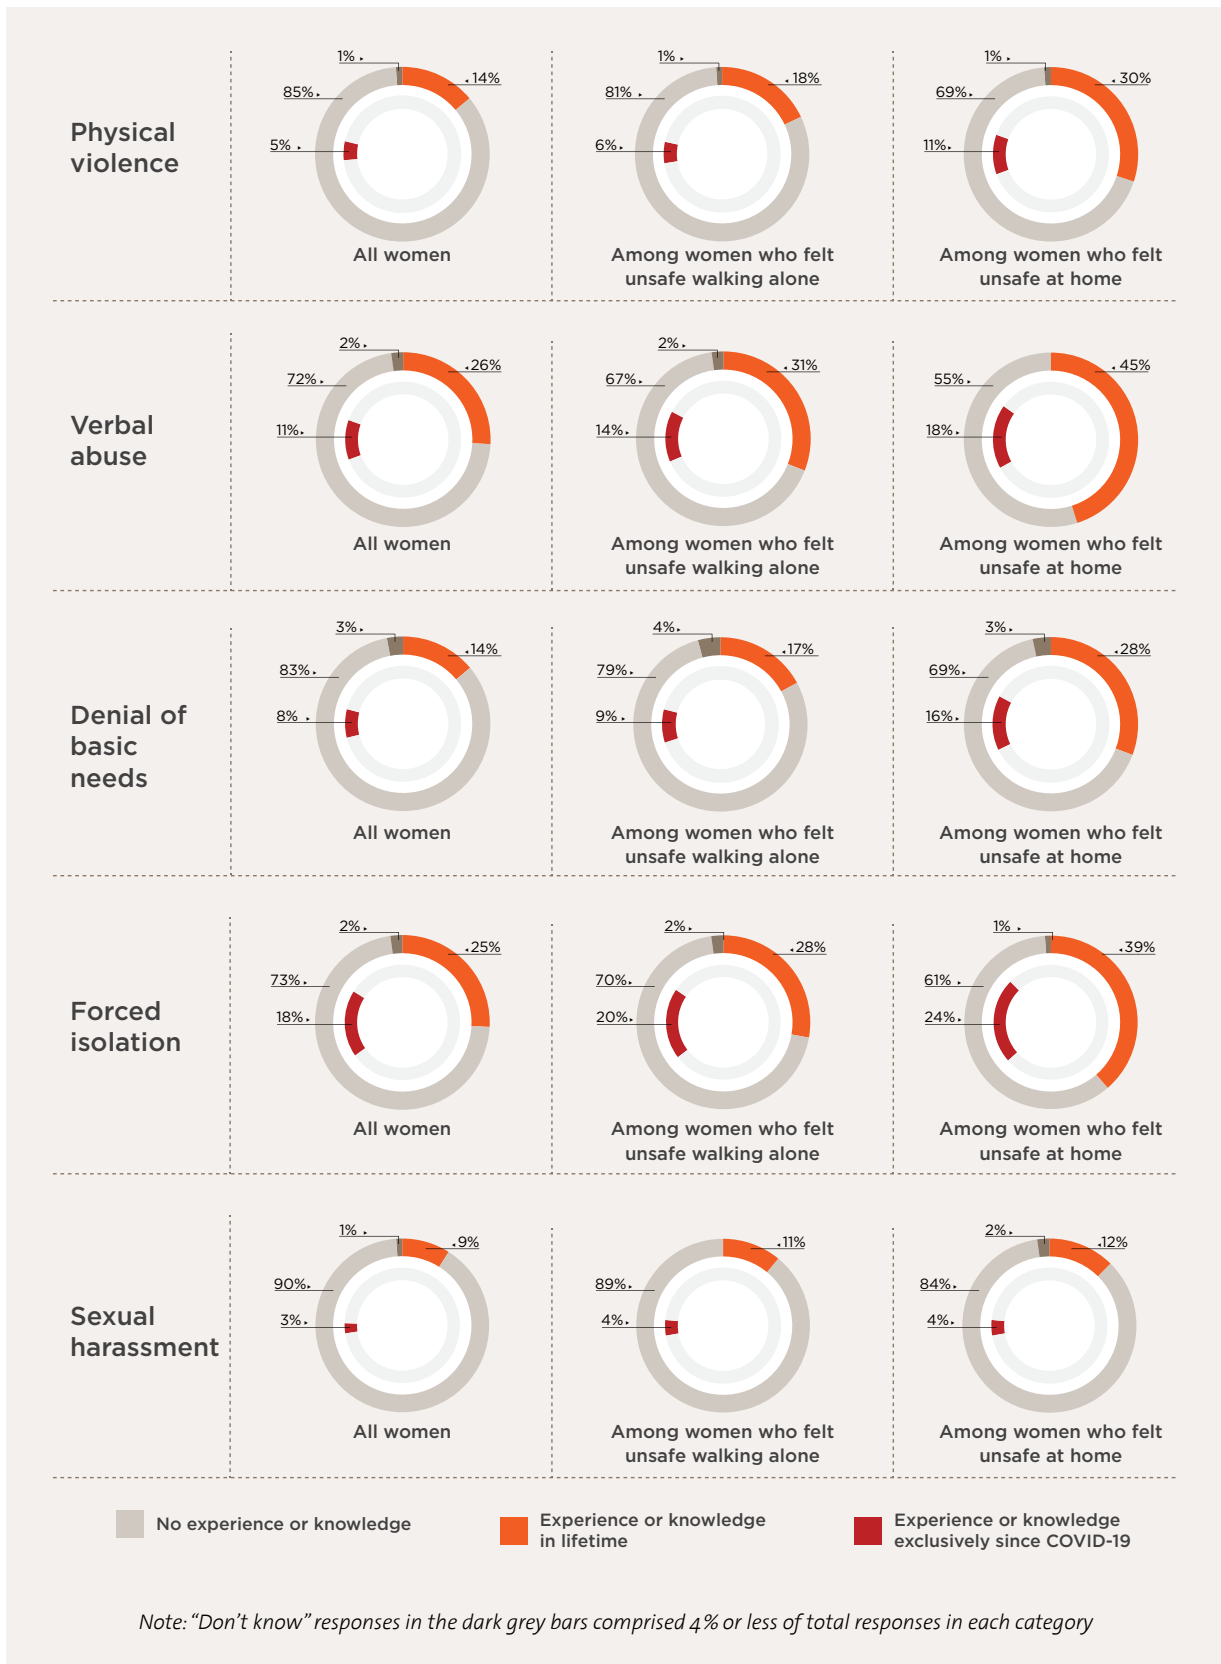 1%
14%
85%
5%
Physical
violence
All women
1%
18%
81%
6%
Among women who felt
unsafe walking alone
1%
30%
69%
11%
Among women who felt
unsafe at home
2%
26%
72%
11%
Verbal
abuse
All women
2%
31%
67%
14%
Among women who felt
unsafe walking alone
45%
55%
18%
Among women who felt
unsafe at home
3%
14%
83%
8%
Denial of
basic
needs
All women
4%
17%
79%
9%
Among women who felt
unsafe walking alone
3%
28%
69%
16%
Among women who felt
unsafe at home
2%
25%
73%
18%
Forced
isolation
All women
2%
28%
70%
20%
Among women who felt
unsafe walking alone
1%
39%
61%
24%
Among women who felt
unsafe at home
1%
9%
90%
3%
Sexual
harassment
All women
11%
89%
4%
Among women who felt
unsafe walking alone
2%
12%
84%
4%
Among women who felt
unsafe at home
No experience or knowledge
Experience or knowledge
in lifetime
Experience or knowledge
exclusively since COVID-19
Note: “Don’t know” responses in the dark grey bars comprised 4% or less of total responses in each category